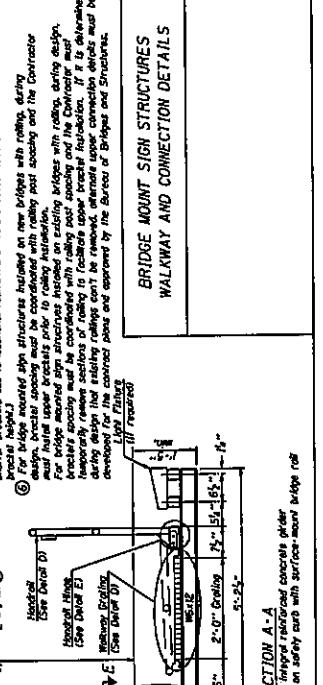 bracket height.)
⑥ For bridge mounted sign structures installed on new bridges with railing, during
design, bracket spacing must be coordinated with railing post spacing and the Contractor
must install upper brackets prior to railing installation.
For bridge mounted sign structures installed on existing bridges with railing, during design,
brackets spacing must be coordinated with railing post spacing and the Contractor must
temporarily remove sections of railing to facilitate upper bracket installation. If it is determined
during design that existing railings can't be removed, alternate upper connection details must be
developed for the contract plans and approved by the Bureau of Bridges and Structures.
Handrail
(See Detail D)
Handrail Hinge
(See Detail E)
Walkway Grating
(See Detail D)
Light Fixture
(If required)
E
W6x12
2'-0" Grating
5'-2½"
CTION A-A
Integral reinforced concrete girder
on safety curb with surface-mount bridge rail
BRIDGE MOUNT SIGN STRUCTURES
WALKWAY AND CONNECTION DETAILS